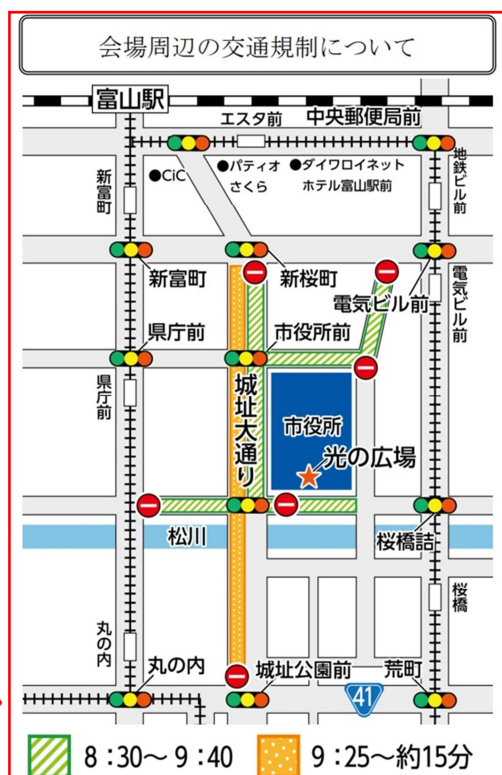 会場周辺の交通規制について
富山駅
エスタ前
中央郵便局前
新富町
●CiC
●パティオ
さくら
●ダイワロイネット
ホテル富山駅前
地鉄ビル前
新富町
新桜町
電気ビル前
電気ビル前
県庁前
市役所前
県庁前
城址大通り
市役所
光の広場
松川
桜橋詰
桜橋
丸の内
丸の内
城址公園前
41
荒町
8:30〜9:40
9:25〜約15分